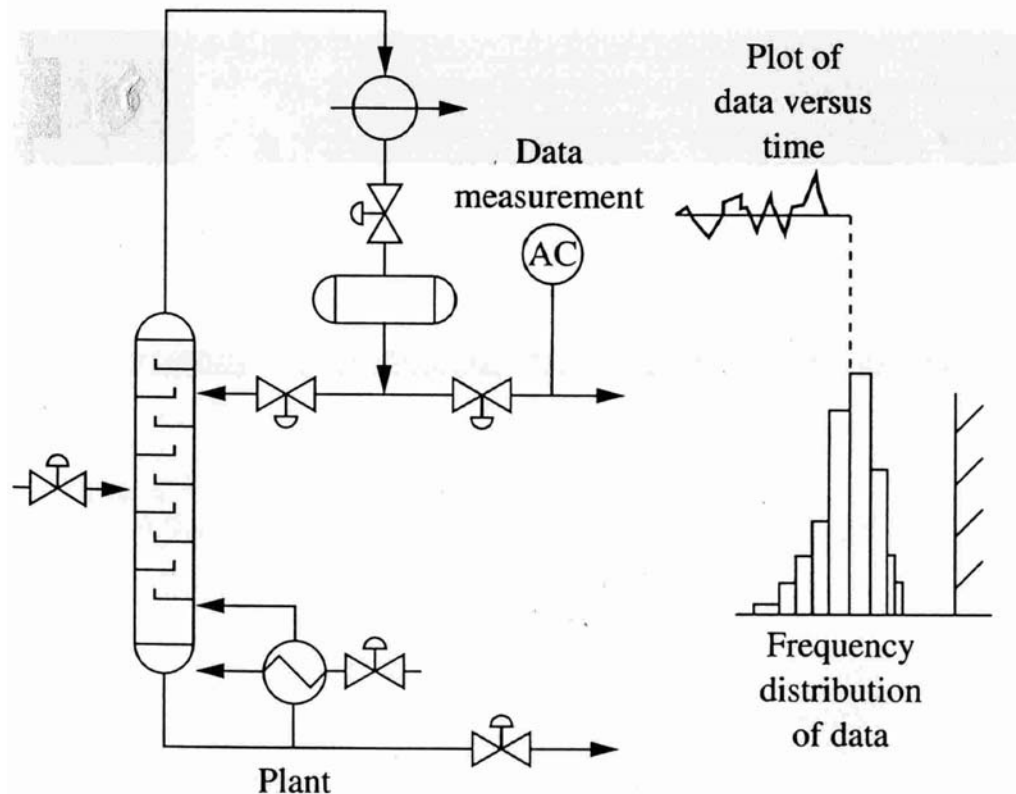 Plot of
data versus
time
Data
measurement
AC
Frequency
distribution
of data
Plant